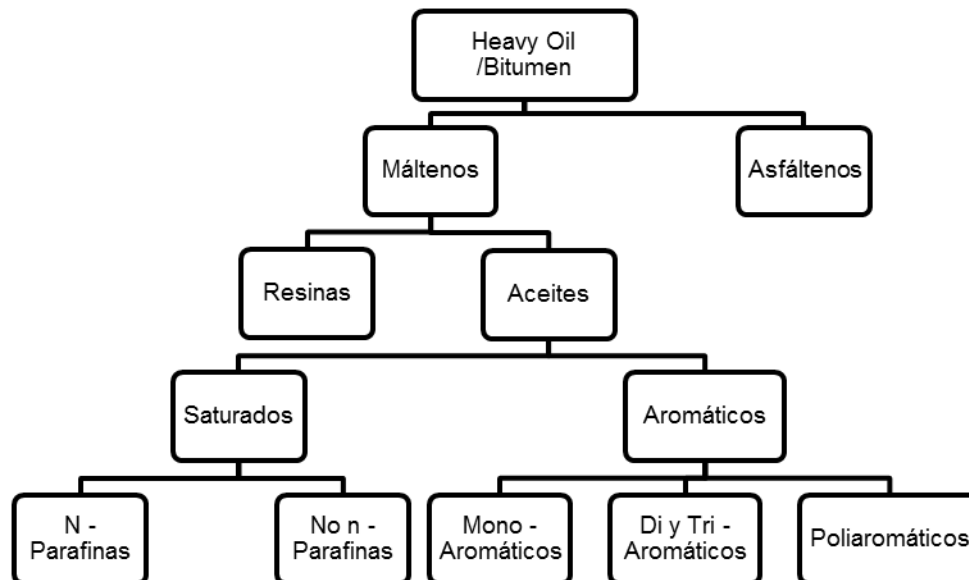 Heavy Oil
/Bitumen
Máltenos
Asfáltenos
Resinas
Aceites
Saturados
Aromáticos
N -
Parafinas
No n -
Parafinas
Mono -
Aromáticos
Di y Tri -
Aromáticos
Poliaromáticos